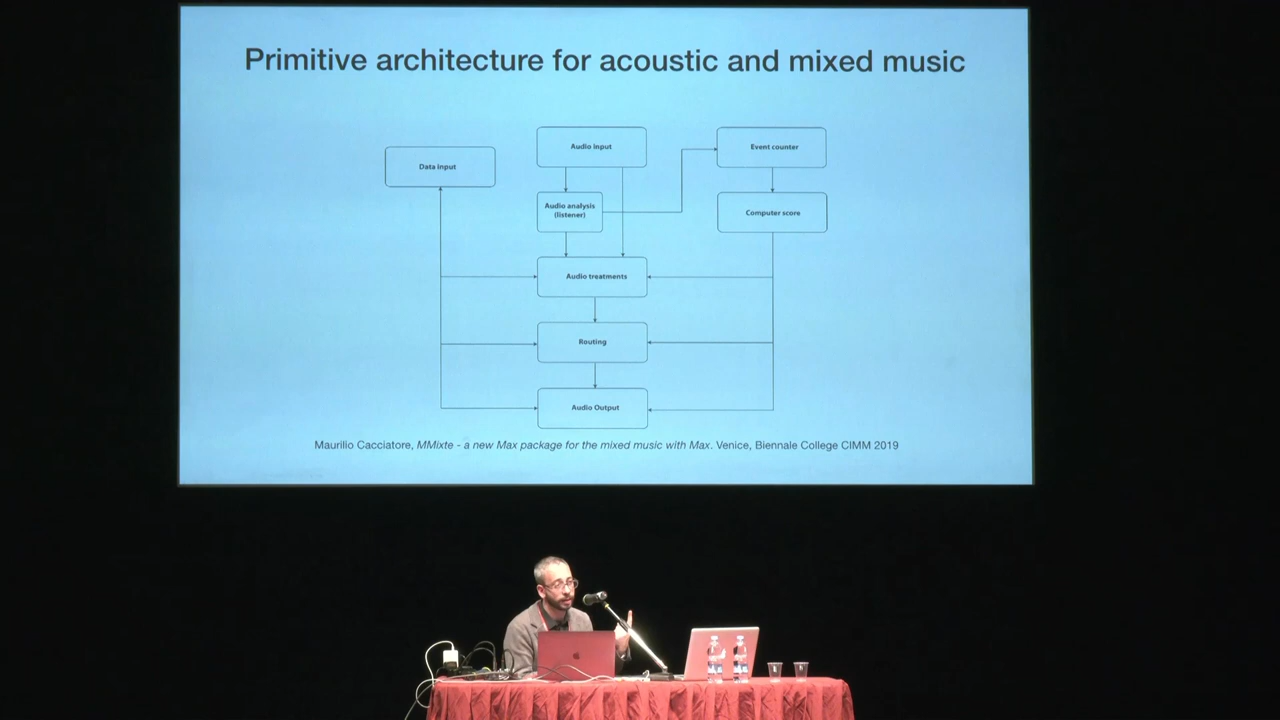 Primitive architecture for acoustic and mixed music
Data input
Audio input
Event counter
Audio analysis
(listener)
Computer score
Audio treatments
Routing
Audio Output
Maurilio Cacciatore, MMixte - a new Max package for the mixed music with Max. Venice, Biennale College CIMM 2019